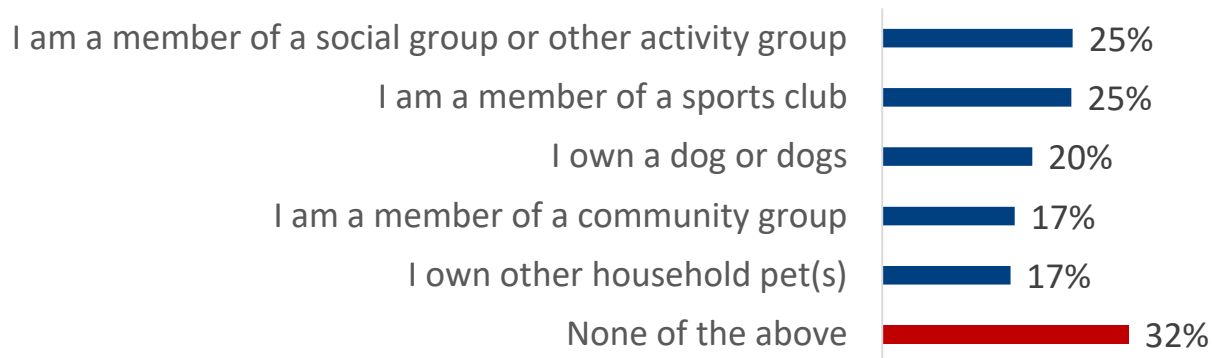 I am a member of a social group or other activity group 25%
I am a member of a sports club 25%
I own a dog or dogs 20%
I am a member of a community group 17%
I own other household pet(s) 17%
None of the above 32%